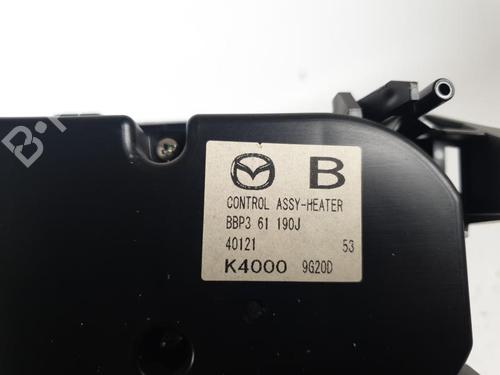 B
CONTROL ASSY-HEATER
BBP3 61 190J
40121 53
K4000 9G20D